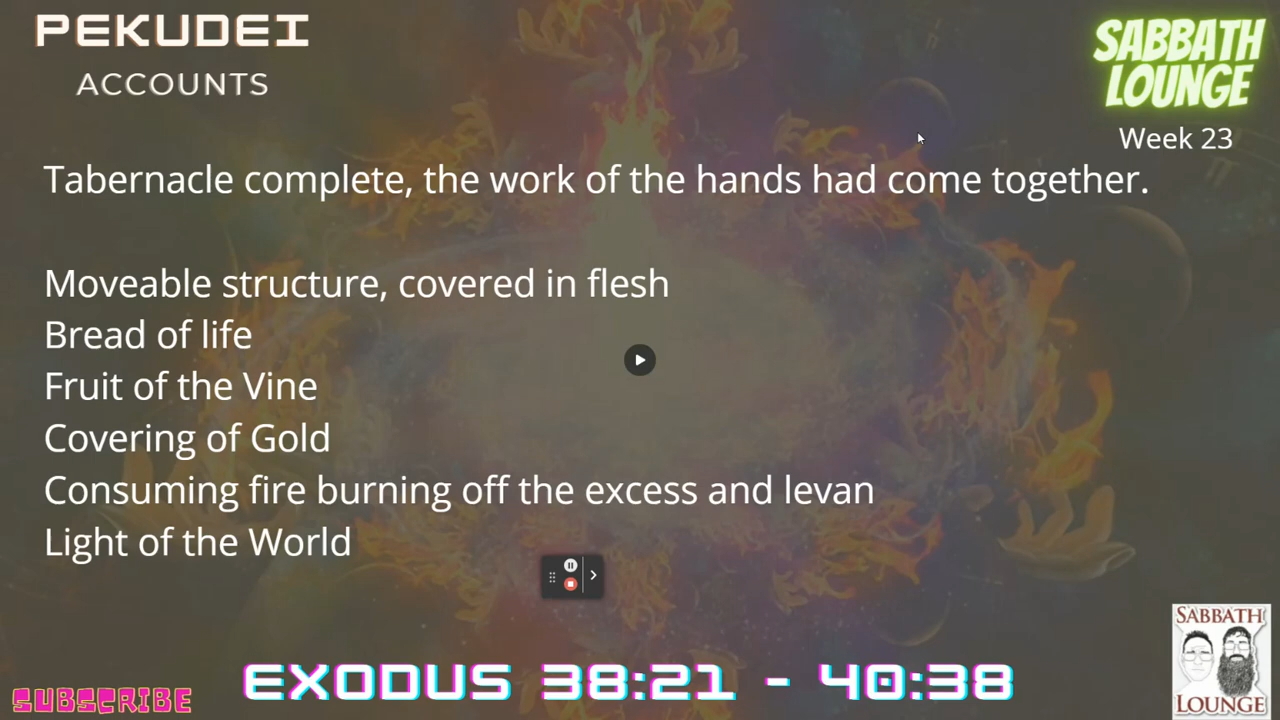 PEKUDEI
ACCOUNTS
SABBATH
LOUNGE
Week 23
Tabernacle complete, the work of the hands had come together.
Moveable structure, covered in flesh
Bread of life
Fruit of the Vine
Covering of Gold
Consuming fire burning off the excess and levan
Light of the World
SABBATH
LOUNGE
SUBSCRIBE
EXODUS 38:21 - 40:38